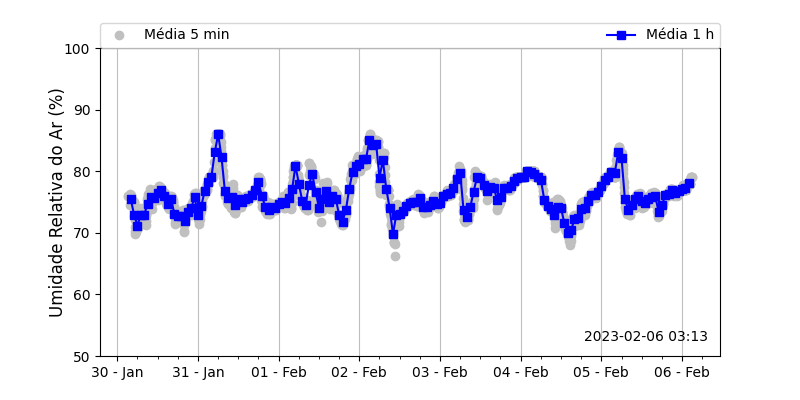 Média 5 min
Média 1 h
Umidade Relativa do Ar (%)
100
90
80
70
60
50
2023-02-06 03:13
30 - Jan
31 - Jan
01 - Feb
02 - Feb
03 - Feb
04 - Feb
05 - Feb
06 - Feb